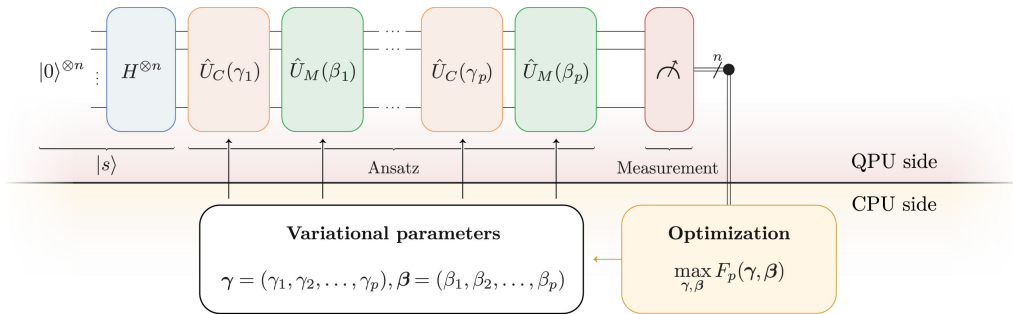 |0⟩^{⊗n} ⋮ H^{⊗n} Û_C(γ_1) Û_M(β_1) ⋯ ⋯ Û_C(γ_p) Û_M(β_p) n
|s⟩ Ansatz Measurement QPU side
CPU side
Variational parameters
γ = (γ_1, γ_2, …, γ_p), β = (β_1, β_2, …, β_p)
Optimization
max F_p(γ, β)
γ,β